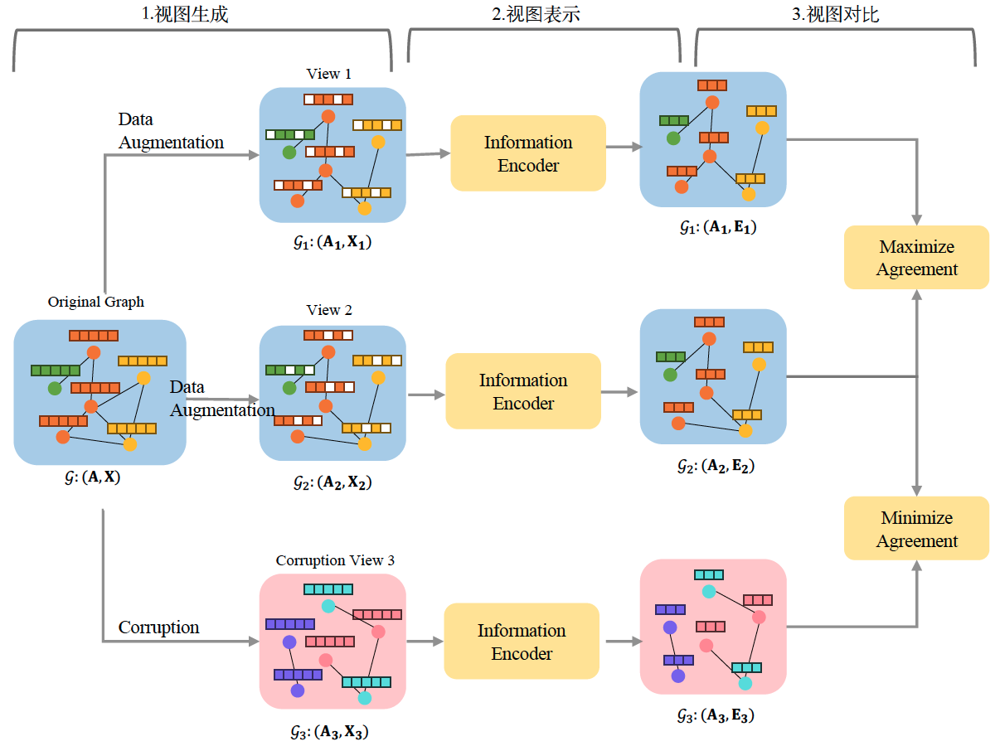 1.视图生成
2.视图表示
3.视图对比
View 1
Data
Augmentation
Information
Encoder
𝒢₁: (A₁, X₁)
𝒢₁: (A₁, E₁)
Maximize
Agreement
Original Graph
View 2
Data
Augmentation
Information
Encoder
𝒢: (A, X)
𝒢₂: (A₂, X₂)
𝒢₂: (A₂, E₂)
Minimize
Agreement
Corruption View 3
Corruption
Information
Encoder
𝒢₃: (A₃, X₃)
𝒢₃: (A₃, E₃)